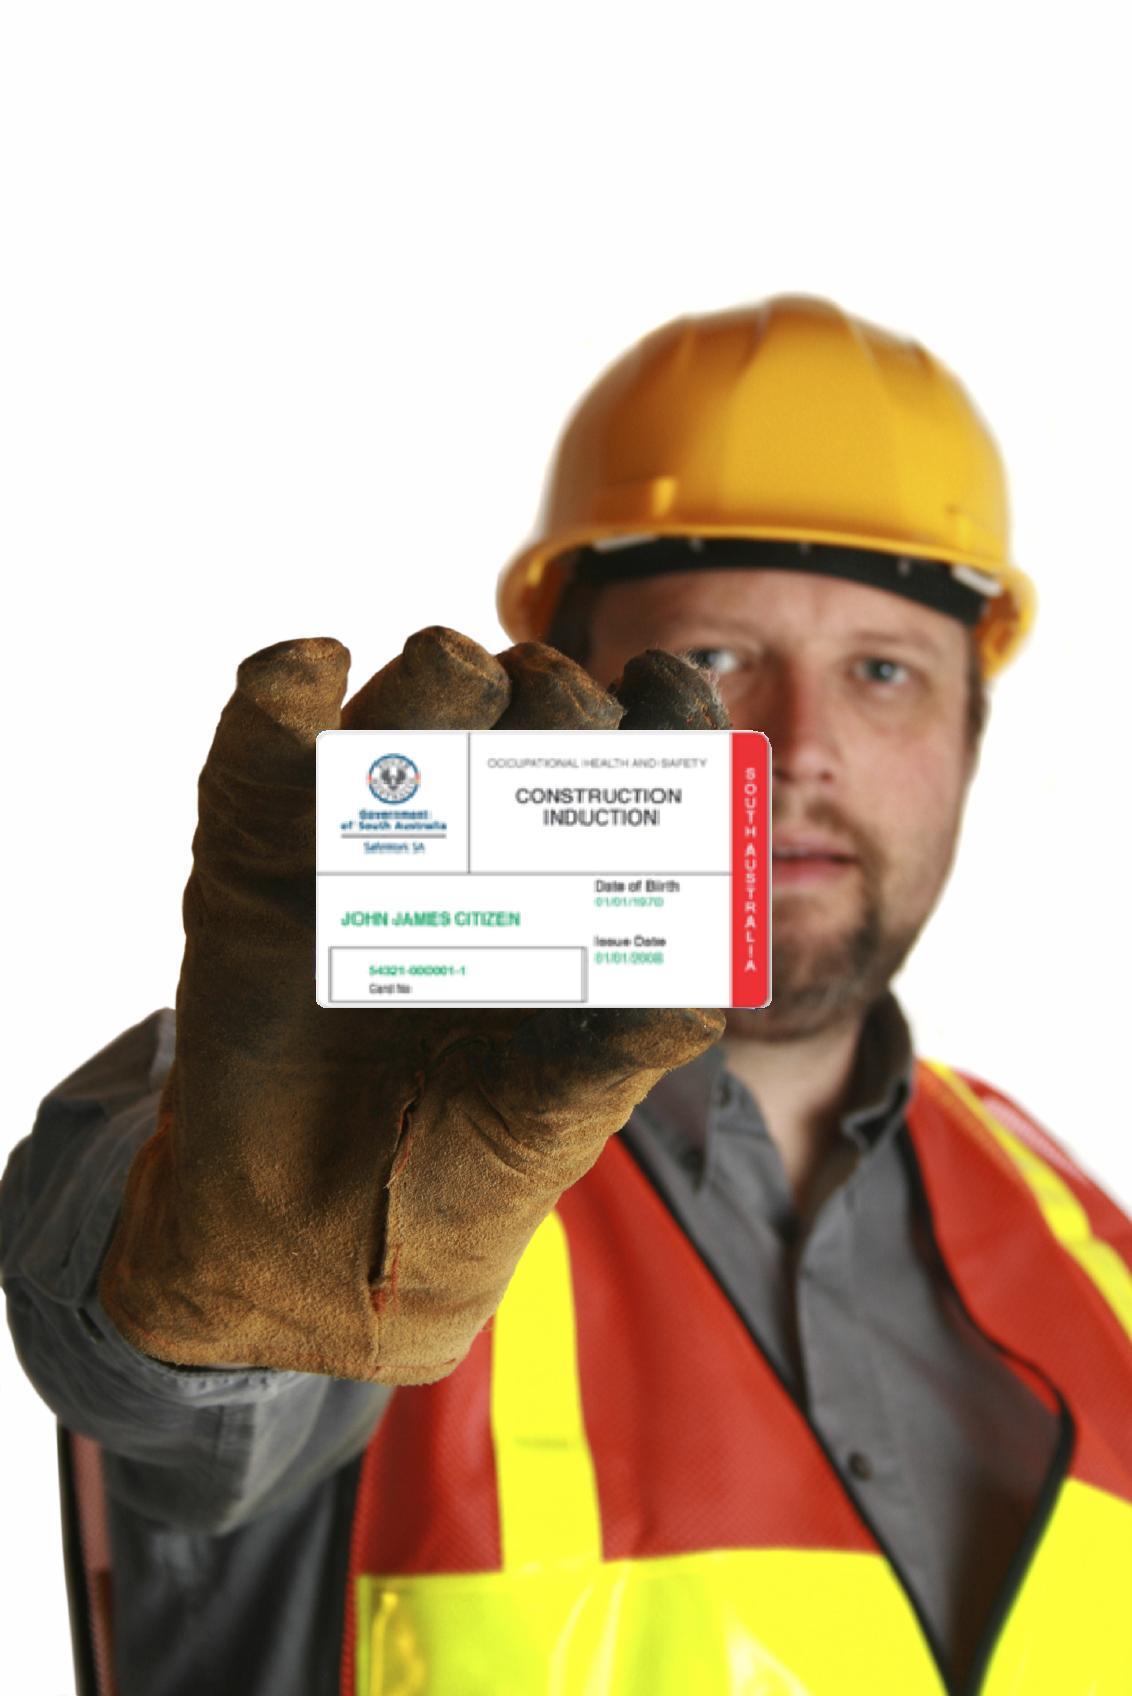 Government
of South Australia
SafeWork SA
OCCUPATIONAL HEALTH AND SAFETY
CONSTRUCTION
INDUCTION
SOUTH AUSTRALIA
Date of Birth
01/01/1970
JOHN JAMES CITIZEN
Issue Date
01/01/2008
54321-000001-1
Card No